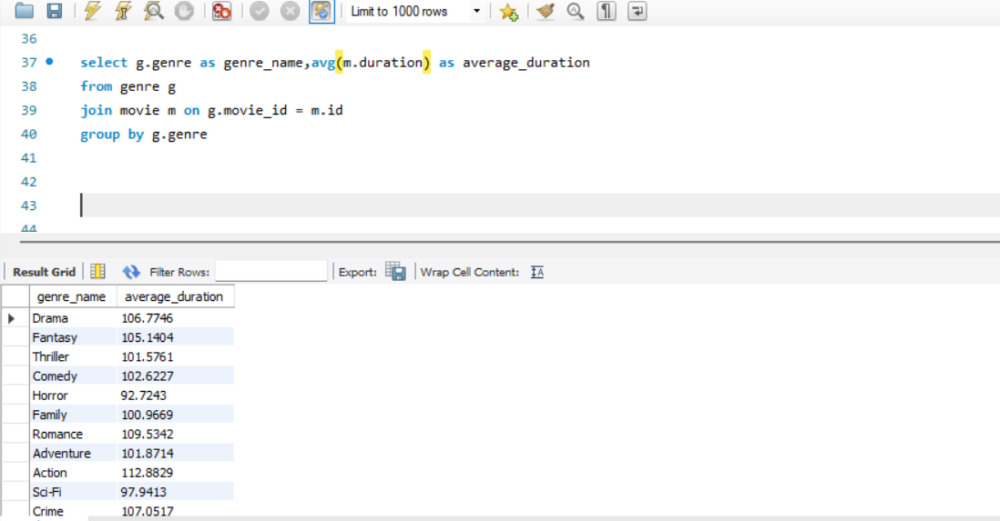 Limit to 1000 rows
36
37 select g.genre as genre_name,avg(m.duration) as average_duration
38 from genre g
39 join movie m on g.movie_id = m.id
40 group by g.genre
41
42
43
44
Result Grid Filter Rows: Export: Wrap Cell Content:
genre_name average_duration
Drama 106.7746
Fantasy 105.1404
Thriller 101.5761
Comedy 102.6227
Horror 92.7243
Family 100.9669
Romance 109.5342
Adventure 101.8714
Action 112.8829
Sci-Fi 97.9413
Crime 107.0517